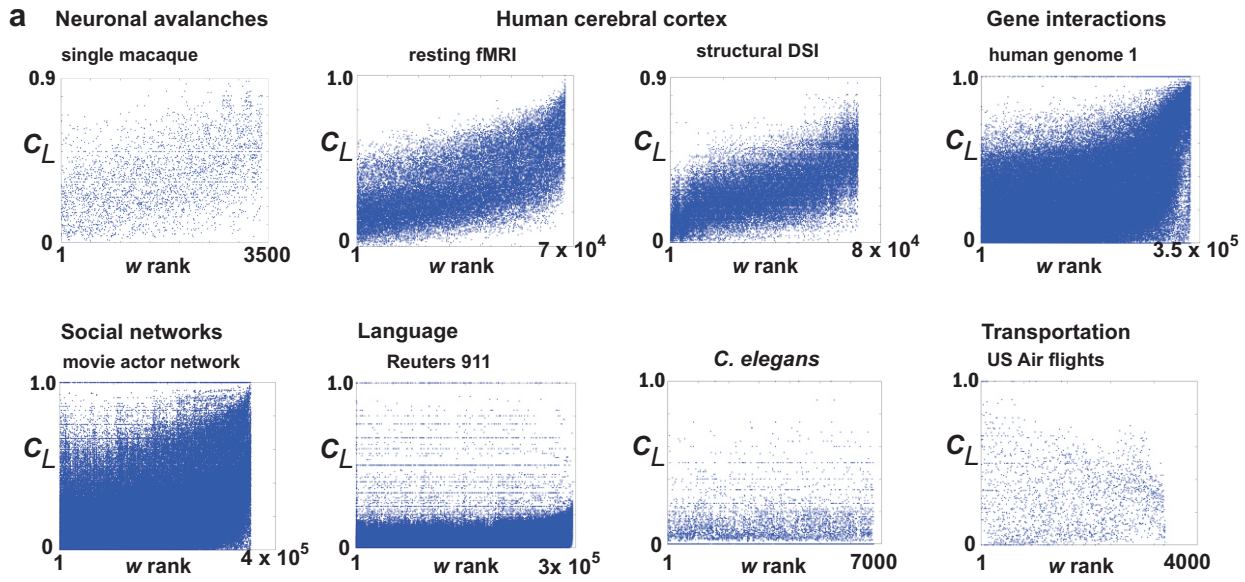 a Neuronal avalanches Human cerebral cortex Gene interactions
single macaque resting fMRI structural DSI human genome 1
0.9 1.0 0.9 1.0
C_L C_L C_L C_L
0 0 0 0
1 3500 1 7 x 10^4 1 8 x 10^4 1 3.5 x 10^5
w rank w rank w rank w rank
Social networks Language Transportation
movie actor network Reuters 911 C. elegans US Air flights
1.0 1.0 1.0 1.0
C_L C_L C_L C_L
0 0 0 0
1 4 x 10^5 1 3x 10^5 1 7000 1 4000
w rank w rank w rank w rank